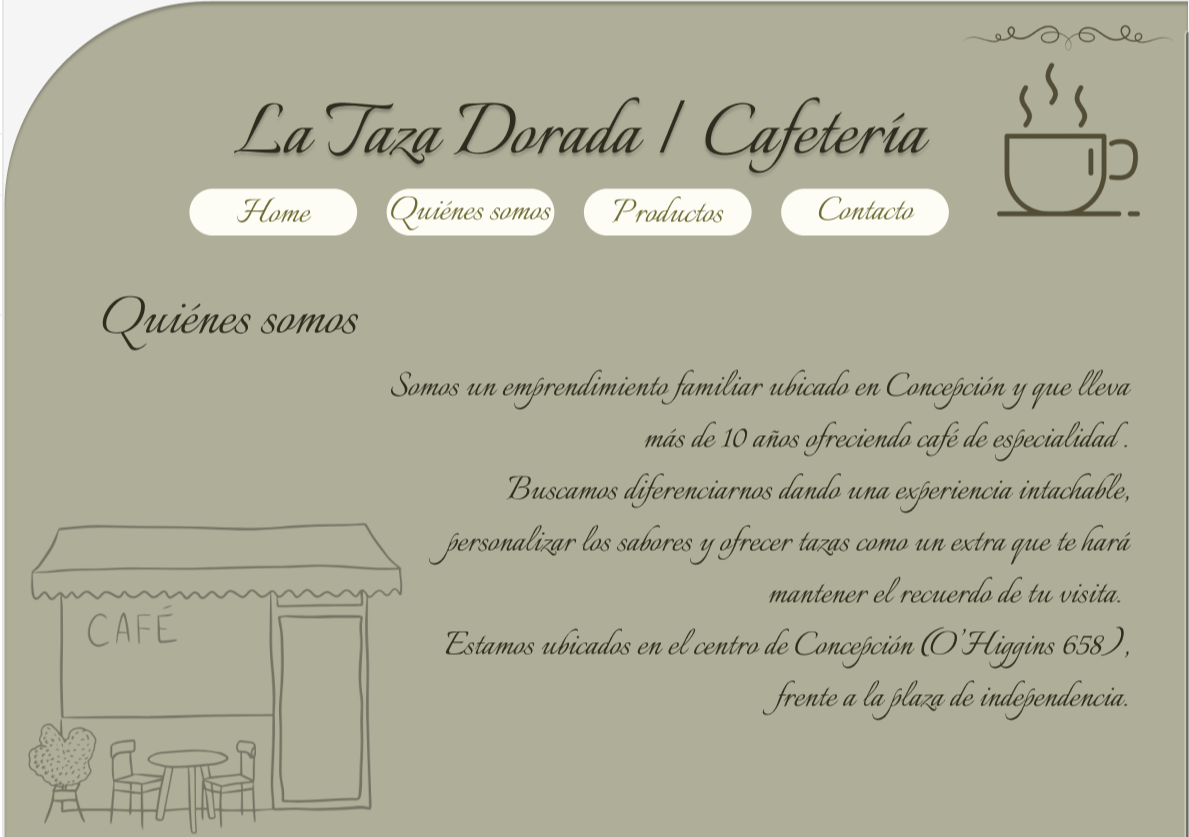 La Taza Dorada | Cafetería
Home
Quiénes somos
Productos
Contacto
Quiénes somos
Somos un emprendimiento familiar ubicado en Concepción y que lleva
más de 10 años ofreciendo café de especialidad .
Buscamos diferenciarnos dando una experiencia intachable,
personalizar los sabores y ofrecer tazas como un extra que te hará
mantener el recuerdo de tu visita.
Estamos ubicados en el centro de Concepción (O'Higgins 658),
frente a la plaza de independencia.
CAFÉ